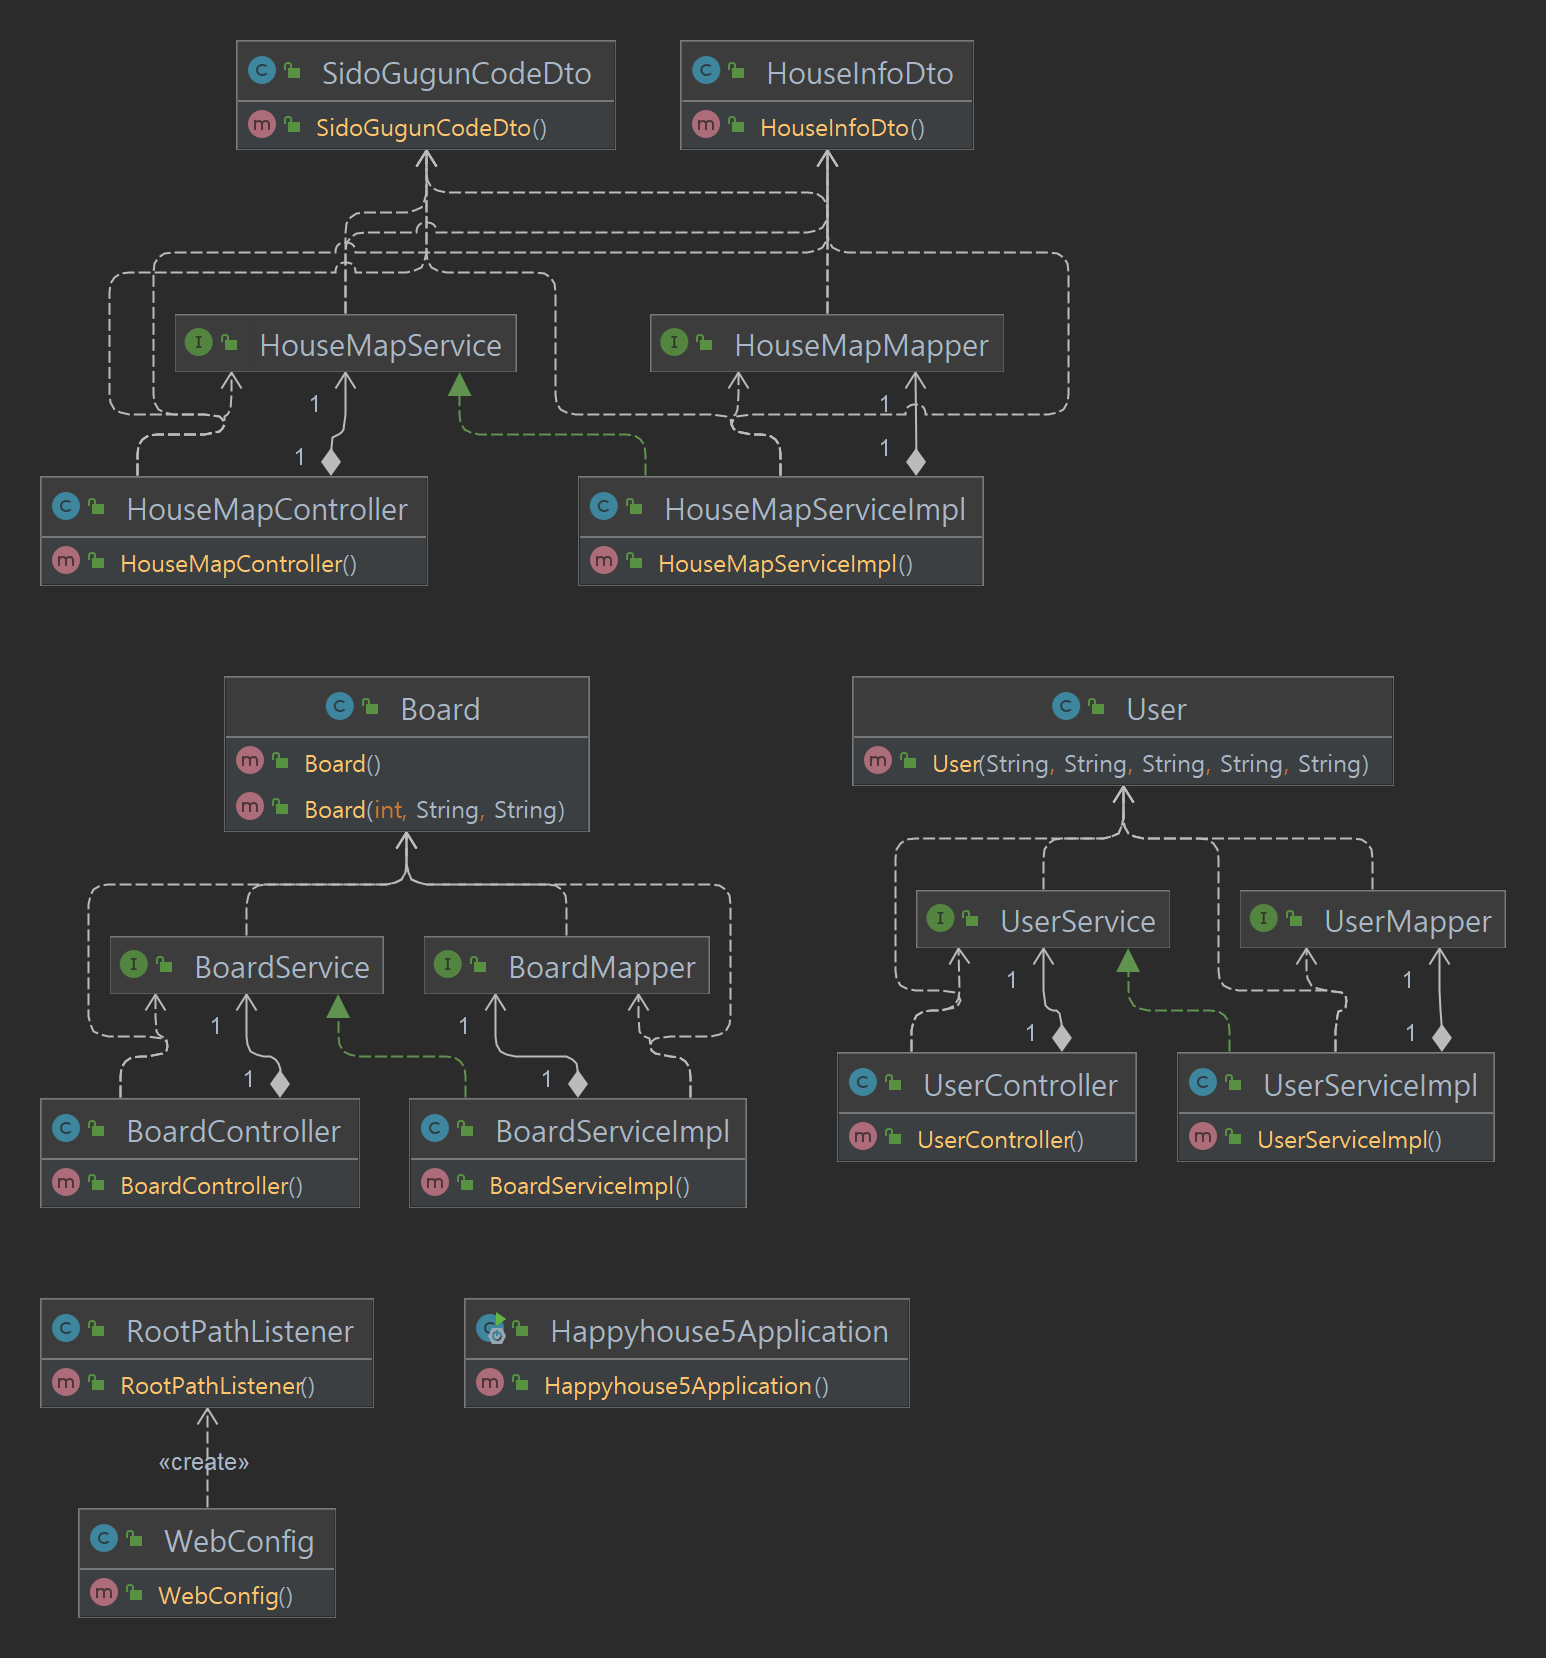 SidoGugunCodeDto
SidoGugunCodeDto()
HouseInfoDto
HouseInfoDto()
HouseMapService
HouseMapMapper
1
1
1
1
HouseMapController
HouseMapController()
HouseMapServiceImpl
HouseMapServiceImpl()
Board
Board()
Board(int, String, String)
User
User(String, String, String, String, String)
BoardService
BoardMapper
1
1
1
1
BoardController
BoardController()
BoardServiceImpl
BoardServiceImpl()
UserService
UserMapper
1
1
1
1
UserController
UserController()
UserServiceImpl
UserServiceImpl()
RootPathListener
RootPathListener()
Happyhouse5Application
Happyhouse5Application()
«create»
WebConfig
WebConfig()